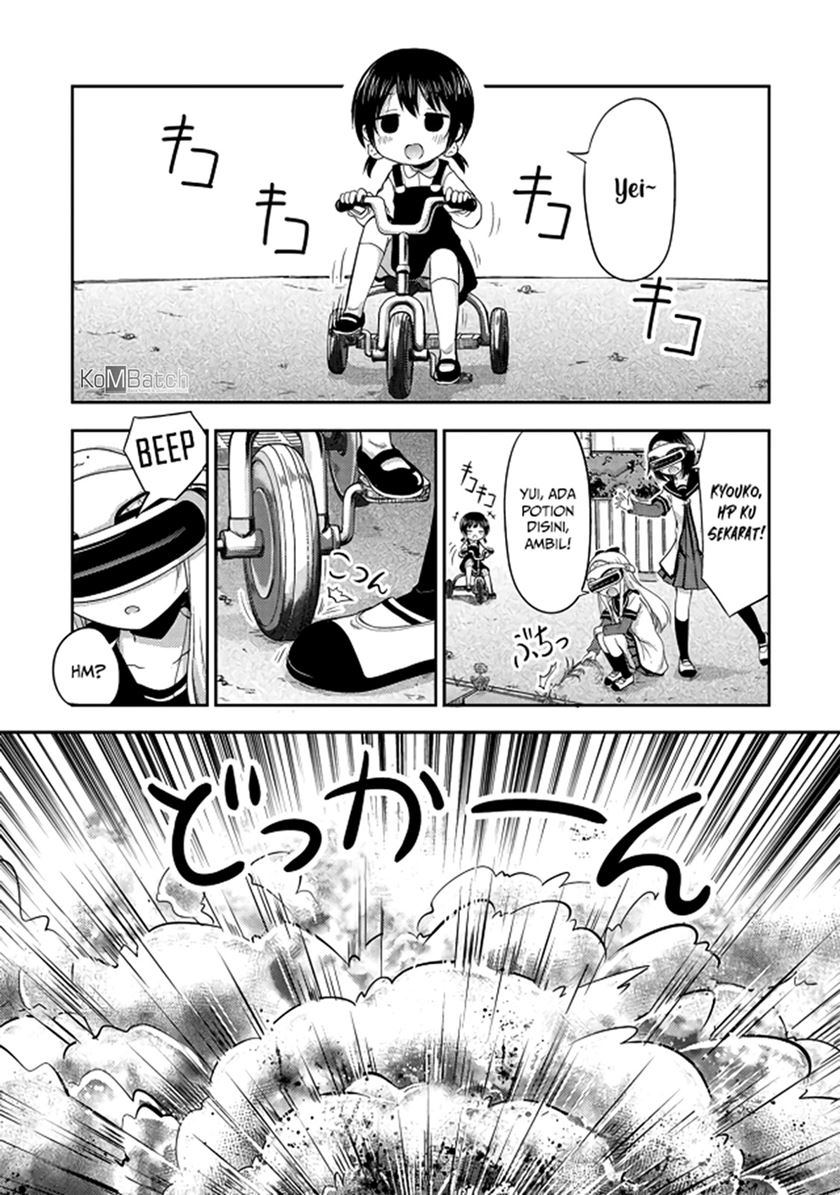 Yei~
キコ
キコ
キコ
キコ
KoMBatch
KYOUKO,
HP KU
SEKARAT!
YUI, ADA
POTION
DISINI,
AMBIL!
キコキコ
ぶちっ
こつん
BEEP
HM?
どっかーん